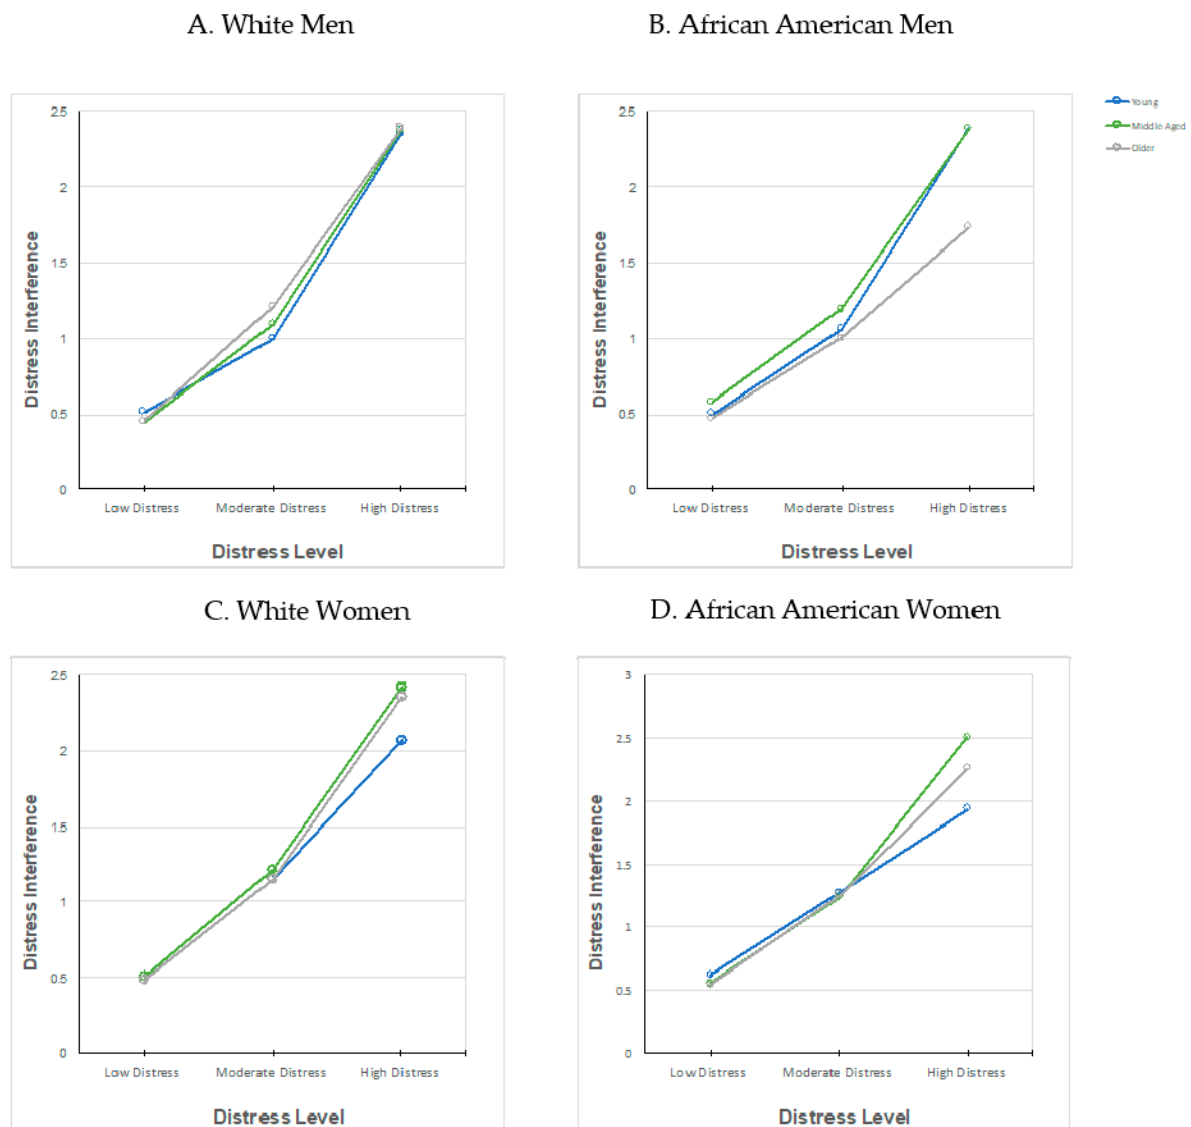 A. White Men
B. African American Men
2.5
2
1.5
1
0.5
0
Distress Interference
Low Distress
Moderate Distress
High Distress
Distress Level
2.5
2
1.5
1
0.5
0
Distress Interference
Low Distress
Moderate Distress
High Distress
Distress Level
Young
Middle Aged
Older
C. White Women
D. African American Women
2.5
2
1.5
1
0.5
0
Distress Interference
Low Distress
Moderate Distress
High Distress
Distress Level
3
2.5
2
1.5
1
0.5
0
Distress Interference
Low Distress
Moderate Distress
High Distress
Distress Level